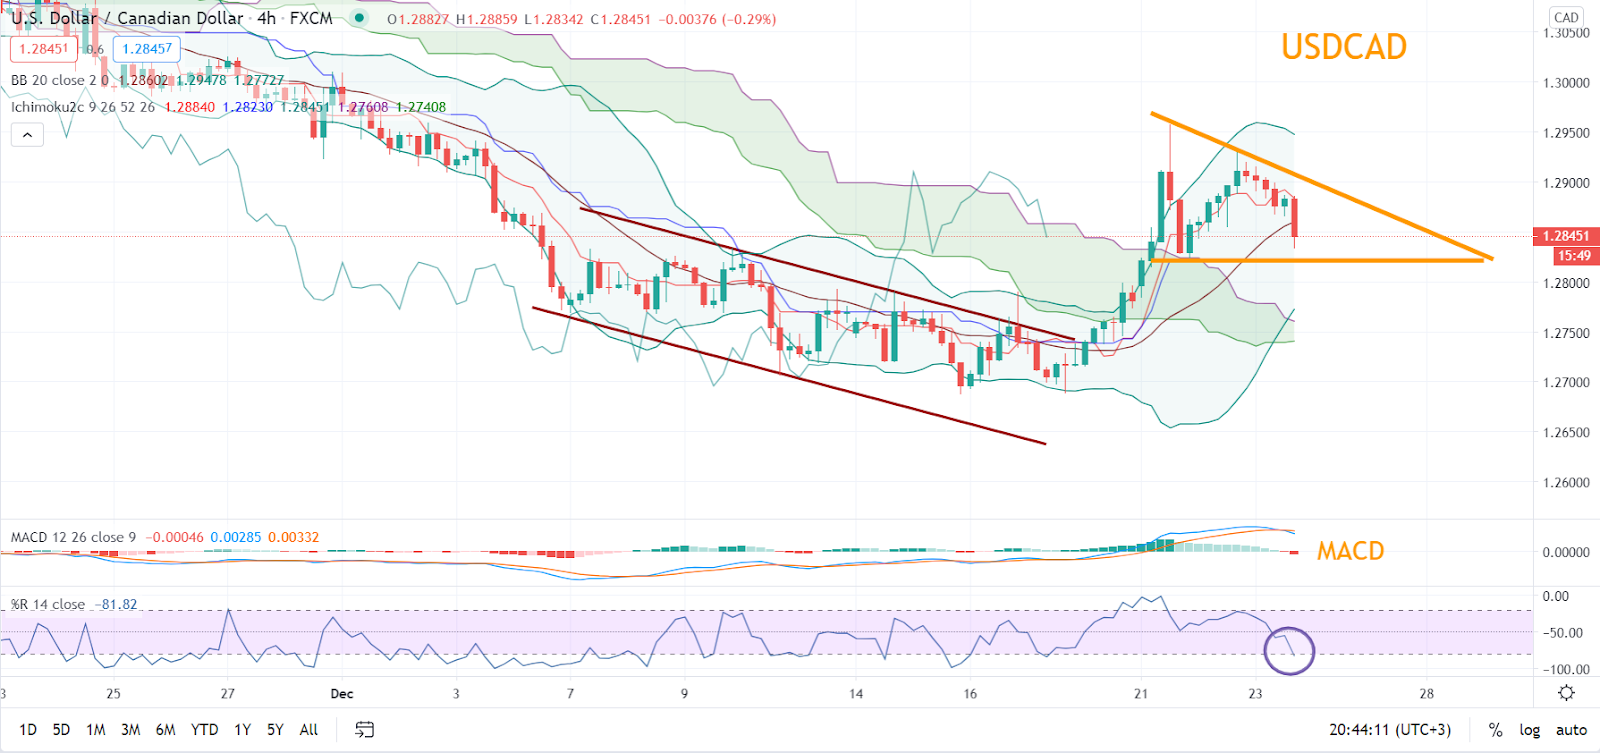 U.S. Dollar / Canadian Dollar · 4h · FXCM O1.28827 H1.28859 L1.28342 C1.28451 −0.00376 (−0.29%)
1.28451 0.6 1.28457
BB 20 close 2 0 1.28602 1.29478 1.27727
Ichimoku2c 9 26 52 26 1.28840 1.28230 1.28451 1.27608 1.27408
USDCAD
CAD
1.30500
1.30000
1.29500
1.29000
1.28451
15:49
1.28000
1.27500
1.27000
1.26500
1.26000
MACD 12 26 close 9 −0.00046 0.00285 0.00332
MACD
0.00000
%R 14 close −81.82
0.00
−50.00
−100.00
3 25 27 Dec 3 7 9 14 16 21 23 28
1D 5D 1M 3M 6M YTD 1Y 5Y All 20:44:11 (UTC+3) % log auto